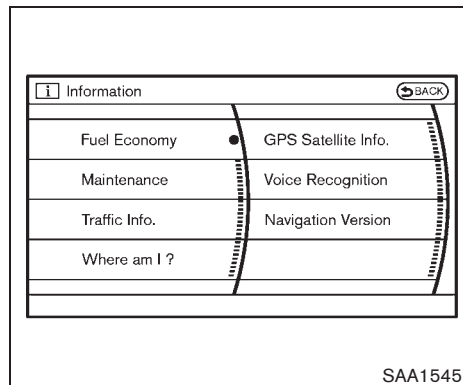 i Information
BACK
Fuel Economy
GPS Satellite Info.
Maintenance
Voice Recognition
Traffic Info.
Navigation Version
Where am I ?
SAA1545